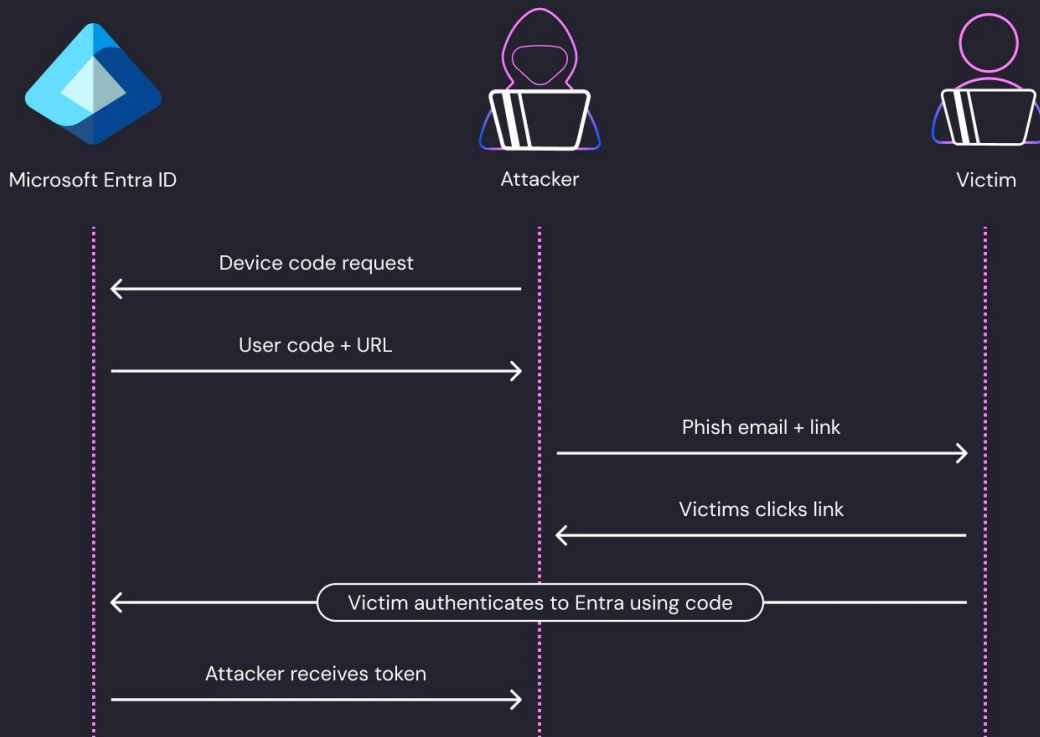 Microsoft Entra ID
Attacker
Victim
Device code request
User code + URL
Phish email + link
Victims clicks link
Victim authenticates to Entra using code
Attacker receives token